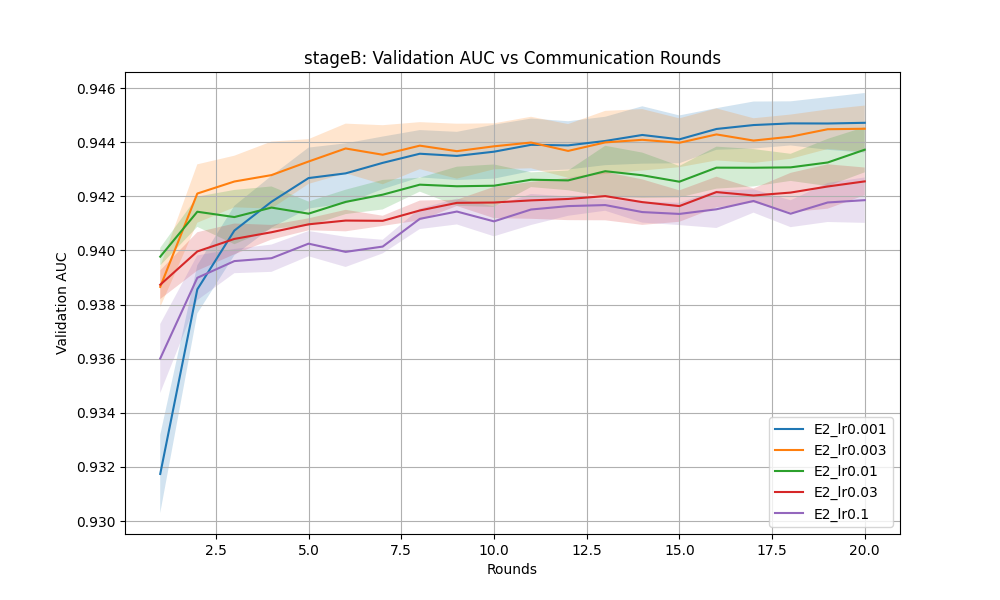 stageB: Validation AUC vs Communication Rounds
Validation AUC
0.946
0.944
0.942
0.940
0.938
0.936
0.934
0.932
0.930
2.5 5.0 7.5 10.0 12.5 15.0 17.5 20.0
Rounds
E2_lr0.001
E2_lr0.003
E2_lr0.01
E2_lr0.03
E2_lr0.1